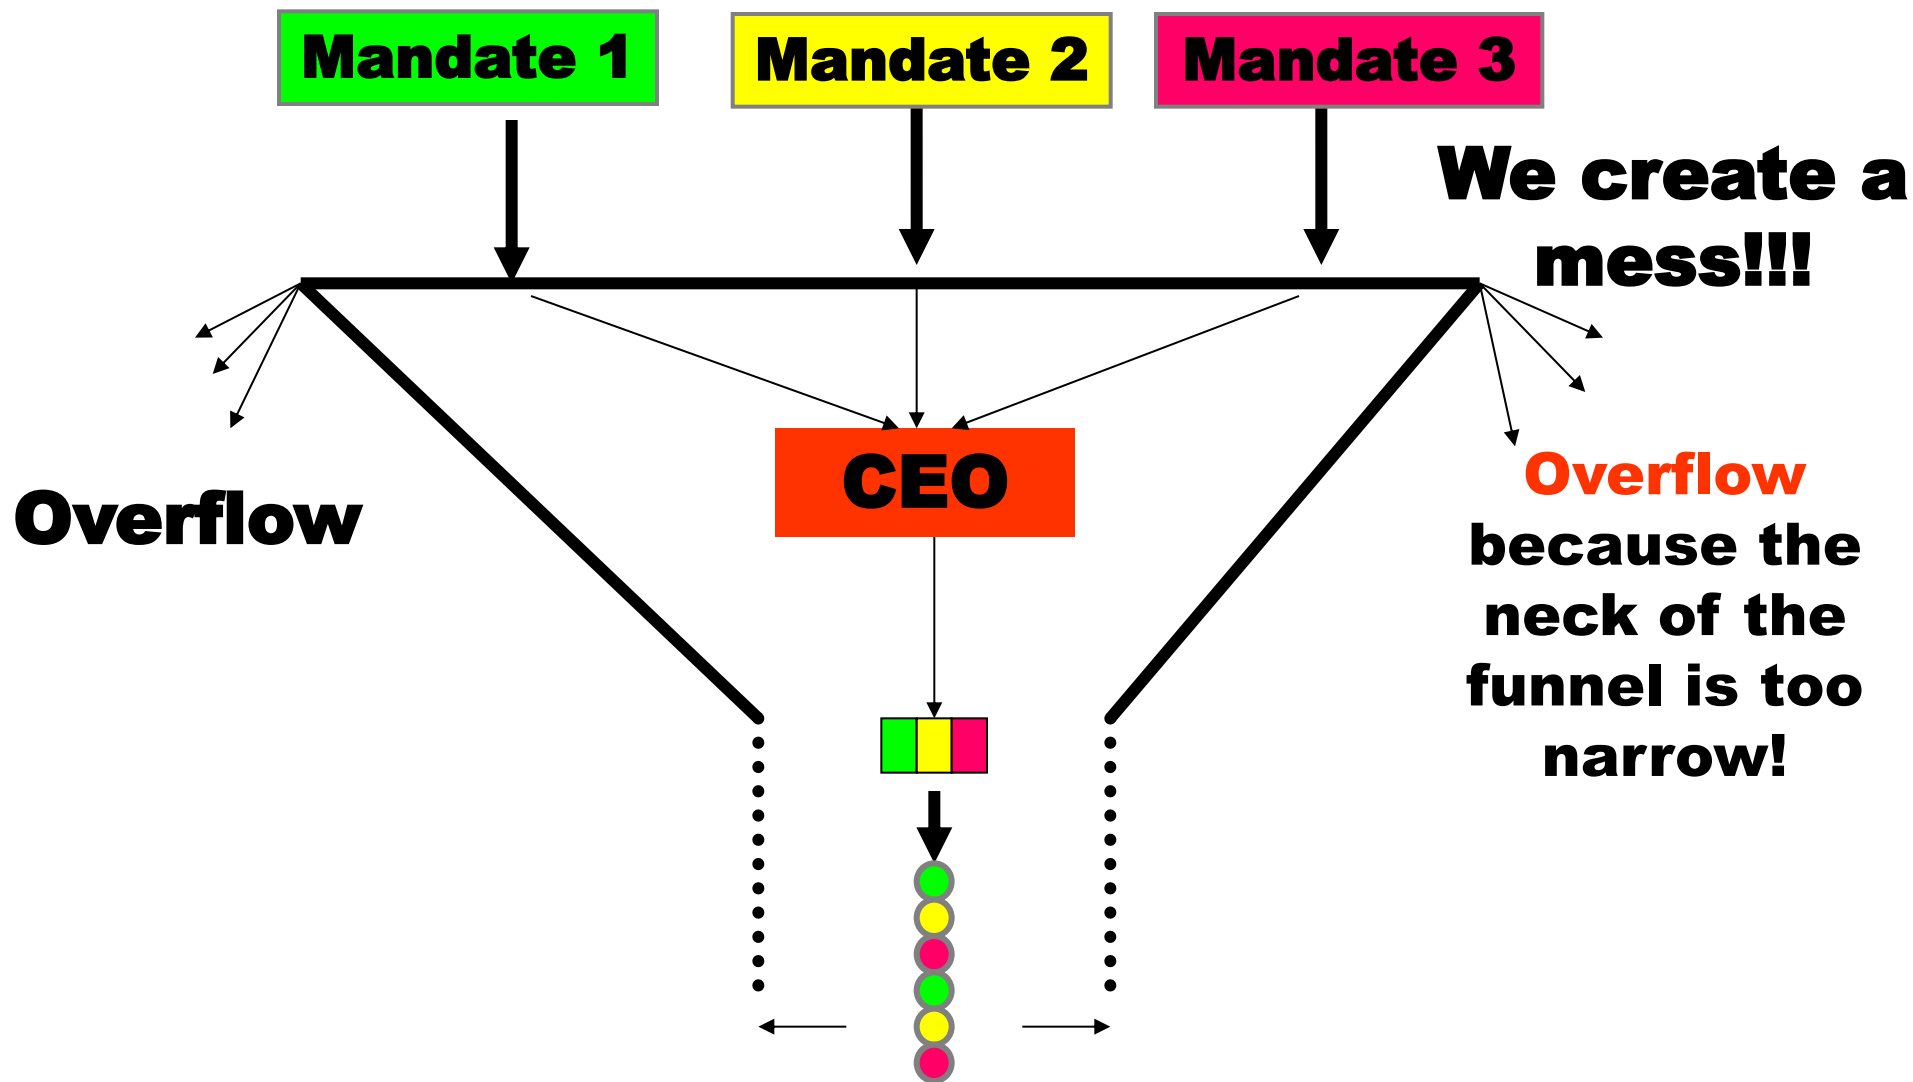 Mandate 1
Mandate 2
Mandate 3
We create a
mess!!!
CEO
Overflow
Overflow
because the
neck of the
funnel is too
narrow!